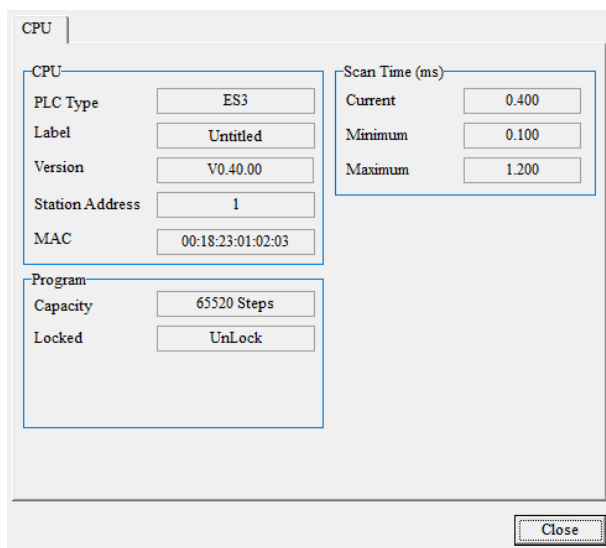 CPU
CPU
PLC Type ES3
Label Untitled
Version V0.40.00
Station Address 1
MAC 00:18:23:01:02:03
Program
Capacity 65520 Steps
Locked UnLock
Scan Time (ms)
Current 0.400
Minimum 0.100
Maximum 1.200
Close